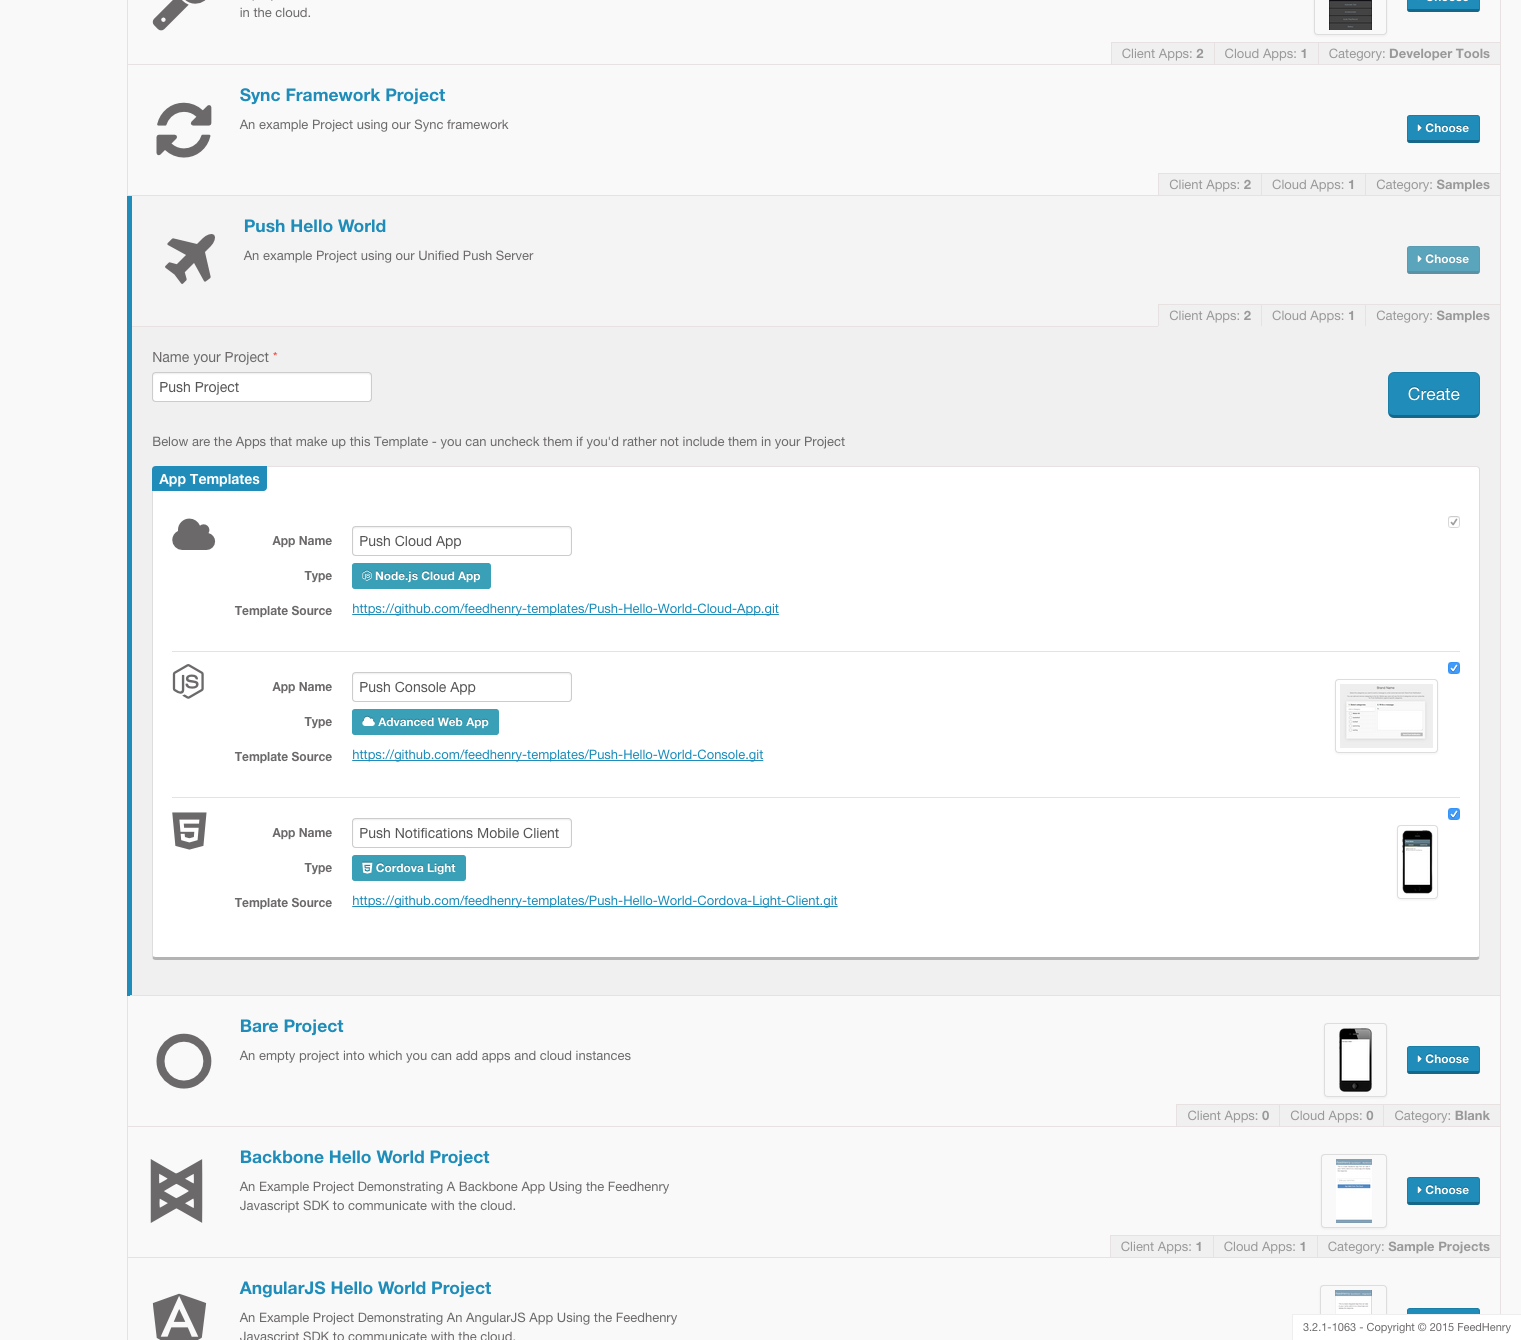 in the cloud.
Client Apps: 2 Cloud Apps: 1 Category: Developer Tools
Sync Framework Project
An example Project using our Sync framework
Choose
Client Apps: 2 Cloud Apps: 1 Category: Samples
Push Hello World
An example Project using our Unified Push Server
Choose
Client Apps: 2 Cloud Apps: 1 Category: Samples
Name your Project *
Push Project
Create
Below are the Apps that make up this Template - you can uncheck them if you'd rather not include them in your Project
App Templates
App Name Push Cloud App
Type Node.js Cloud App
Template Source https://github.com/feedhenry-templates/Push-Hello-World-Cloud-App.git
App Name Push Console App
Type Advanced Web App
Template Source https://github.com/feedhenry-templates/Push-Hello-World-Console.git
App Name Push Notifications Mobile Client
Type Cordova Light
Template Source https://github.com/feedhenry-templates/Push-Hello-World-Cordova-Light-Client.git
Bare Project
An empty project into which you can add apps and cloud instances
Choose
Client Apps: 0 Cloud Apps: 0 Category: Blank
Backbone Hello World Project
An Example Project Demonstrating A Backbone App Using the Feedhenry
Javascript SDK to communicate with the cloud.
Choose
Client Apps: 1 Cloud Apps: 1 Category: Sample Projects
AngularJS Hello World Project
An Example Project Demonstrating An AngularJS App Using the Feedhenry
Javascript SDK to communicate with the cloud.
3.2.1-1063 - Copyright © 2015 FeedHenry